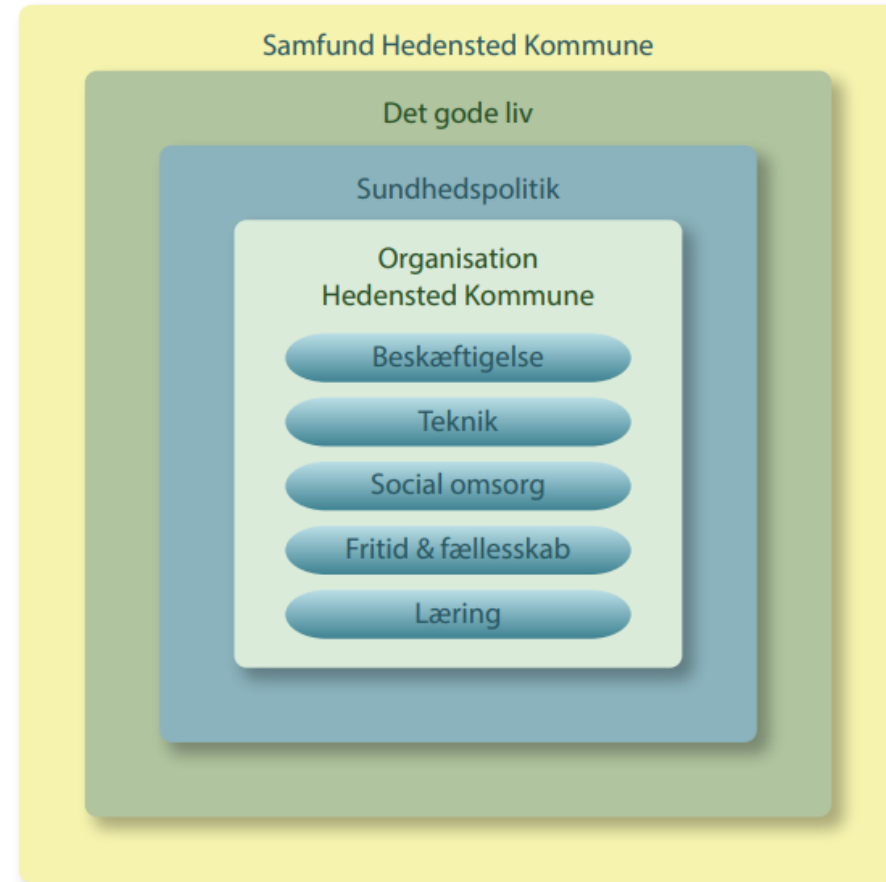 Samfund Hedensted Kommune
Det gode liv
Sundhedspolitik
Organisation
Hedensted Kommune
Beskæftigelse
Teknik
Social omsorg
Fritid & fællesskab
Læring